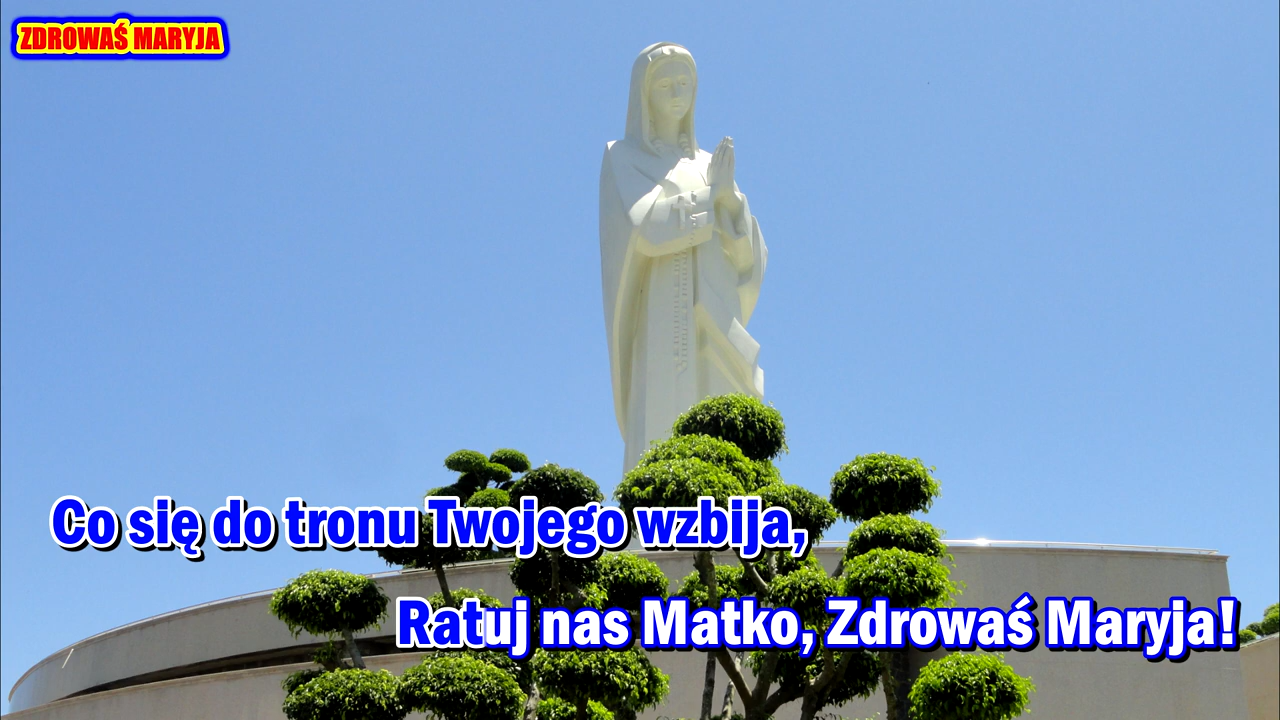 ZDROWAŚ MARYJA
Co się do tronu Twojego wzbija,
Ratuj nas Matko, Zdrowaś Maryja!